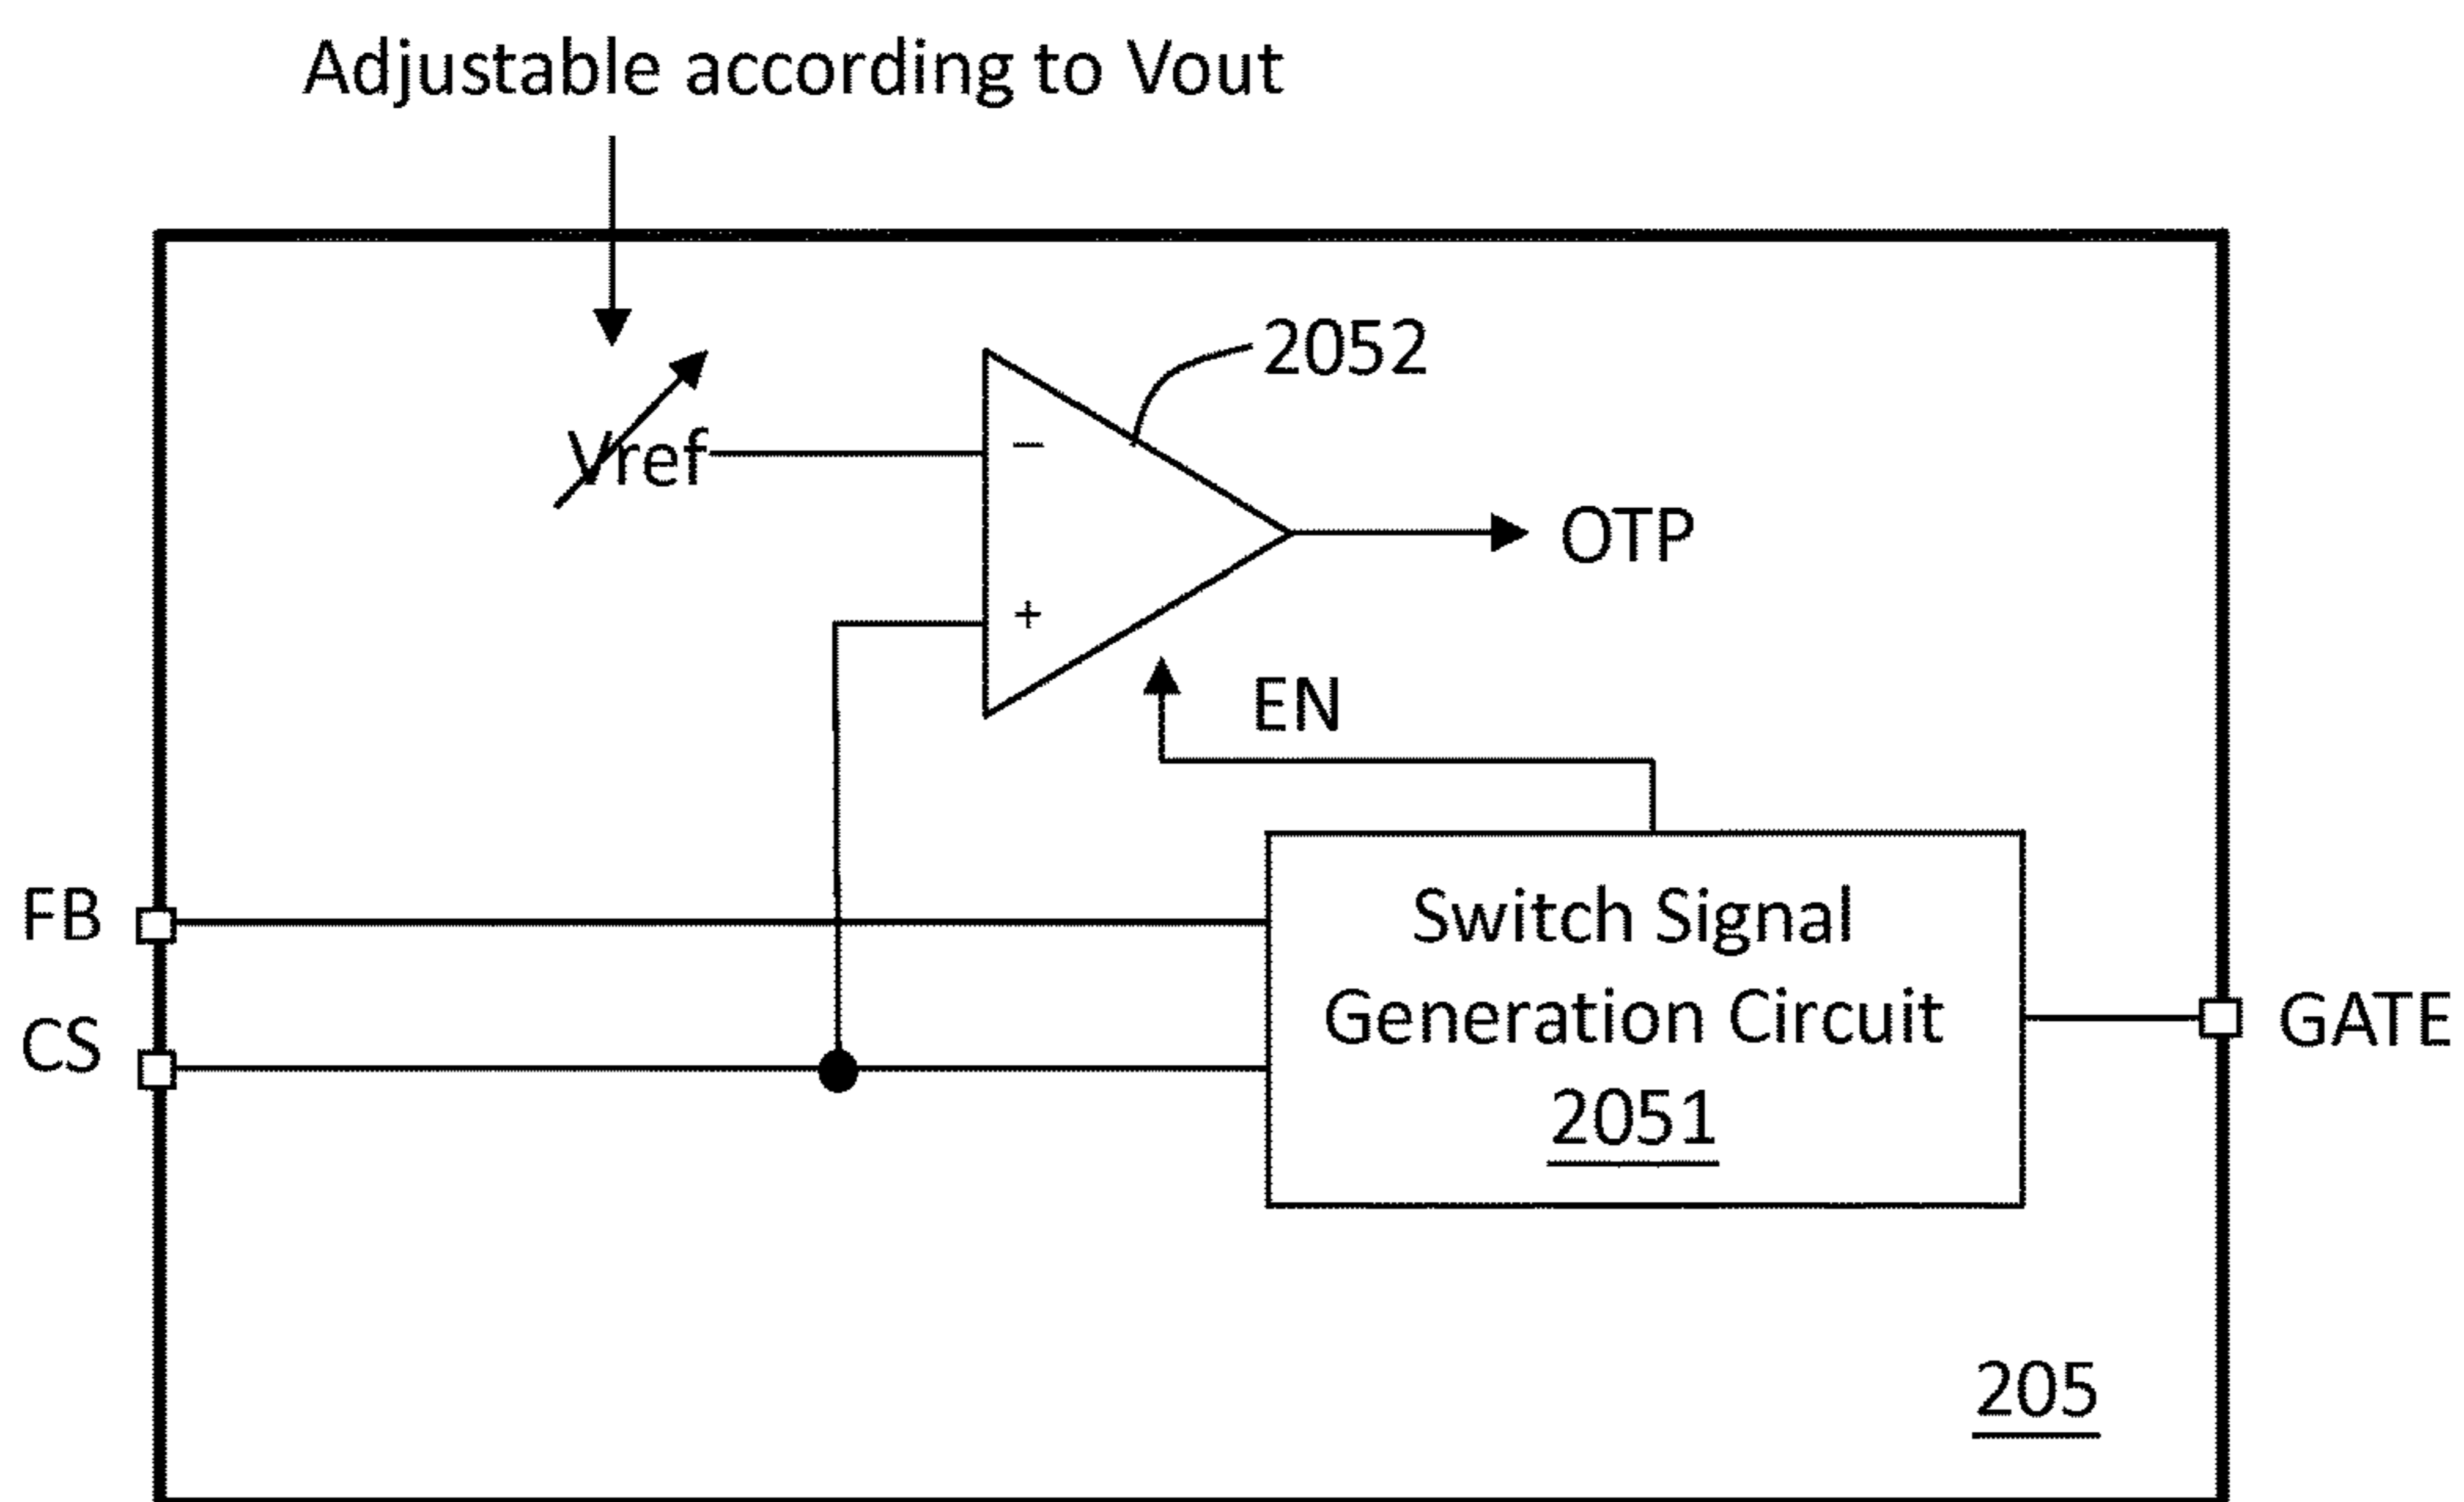 Adjustable according to Vout
2052
Vref
−
OTP
+
EN
FB
Switch Signal
Generation Circuit
2051
CS
GATE
205